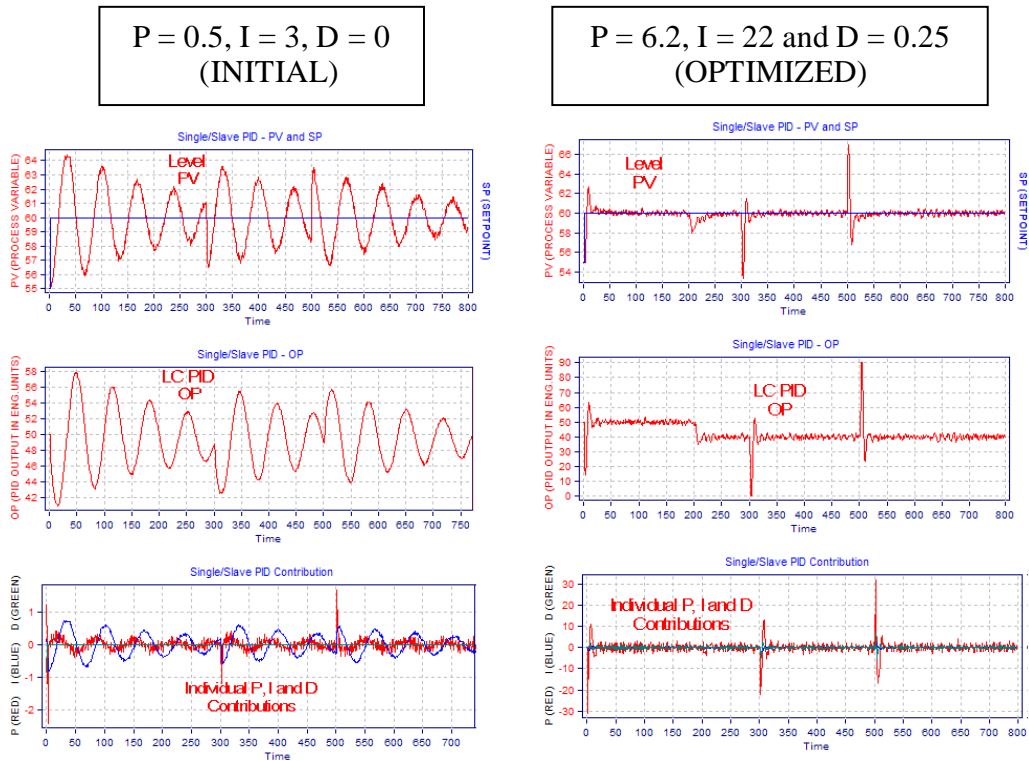 P = 0.5, I = 3, D = 0
(INITIAL)
P = 6.2, I = 22 and D = 0.25
(OPTIMIZED)
Single/Slave PID - PV and SP
PV (PROCESS VARIABLE)
64
63
62
61
60
59
58
57
56
55
Level
PV
SP (SETPOINT)
0 50 100 150 200 250 300 350 400 450 500 550 600 650 700 750 800
Time
Single/Slave PID - PV and SP
PV (PROCESS VARIABLE)
66
64
62
60
58
56
54
Level
PV
SP (SETPOINT)
0 50 100 150 200 250 300 350 400 450 500 550 600 650 700 750 800
Time
Single/Slave PID - OP
OP (PID OUTPUT IN ENG.UNITS)
58
56
54
52
50
48
46
44
42
LC PID
OP
0 50 100 150 200 250 300 350 400 450 500 550 600 650 700 750
Time
Single/Slave PID - OP
OP (PID OUTPUT IN ENG.UNITS)
90
80
70
60
50
40
30
20
10
0
LC PID
OP
0 50 100 150 200 250 300 350 400 450 500 550 600 650 700 750 800
Time
Single/Slave PID Contribution
P (RED) I (BLUE) D (GREEN)
1
0
-1
-2
Individual P, I and D
Contributions
0 50 100 150 200 250 300 350 400 450 500 550 600 650 700
Time
Single/Slave PID Contribution
P (RED) I (BLUE) D (GREEN)
30
20
10
0
-10
-20
-30
Individual P, I and D
Contributions
0 50 100 150 200 250 300 350 400 450 500 550 600 650 700 750 800
Time